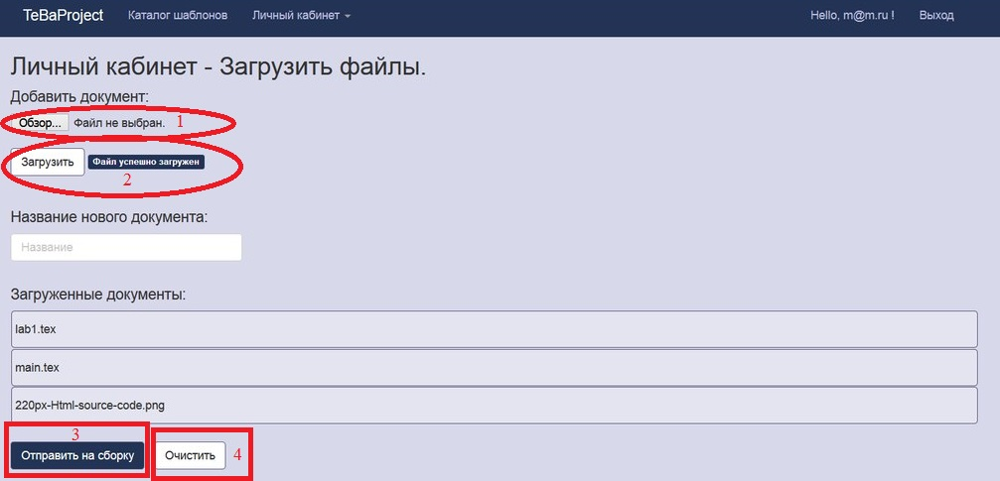 TeBaProject Каталог шаблонов Личный кабинет Hello, m@m.ru ! Выход
Личный кабинет - Загрузить файлы.
Добавить документ:
Обзор... Файл не выбран. 1
Загрузить Файл успешно загружен
2
Название нового документа:
Название
Загруженные документы:
lab1.tex
main.tex
220px-Html-source-code.png
3
Отправить на сборку Очистить 4